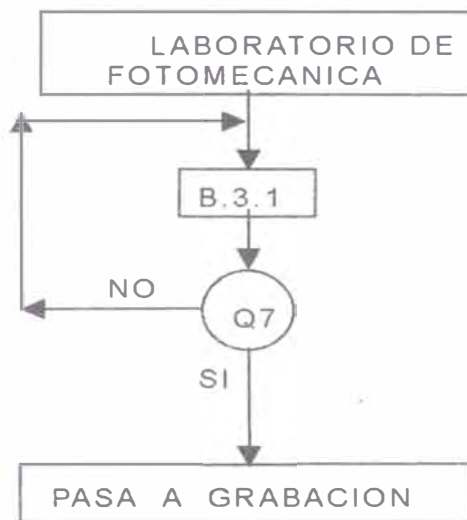 LABORATORIO DE
FOTOMECANICA
B.3.1
NO
Q7
SI
PASA A GRABACION